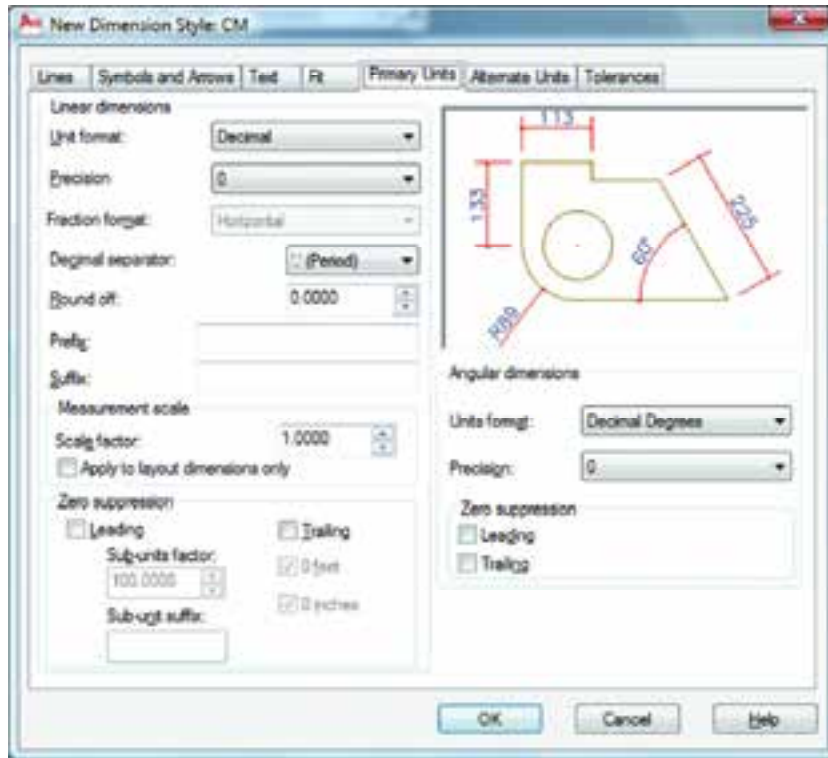 New Dimension Style: CM
Lines Symbols and Arrows Text Fit Primary Units Alternate Units Tolerances
Linear dimensions
Unit format: Decimal
Precision 0
Fraction format: Horizontal
Decimal separator: '.' (Period)
Round off: 0.0000
Prefix:
Suffix:
Measurement scale
Scale factor: 1.0000
Apply to layout dimensions only
Zero suppression
Leading Trailing
Sub-units factor: 0 feet
100.0000
0 inches
Sub-unit suffix:
113
133
225
60°
R89
Angular dimensions
Units format: Decimal Degrees
Precision: 0
Zero suppression
Leading
Trailing
OK Cancel Help